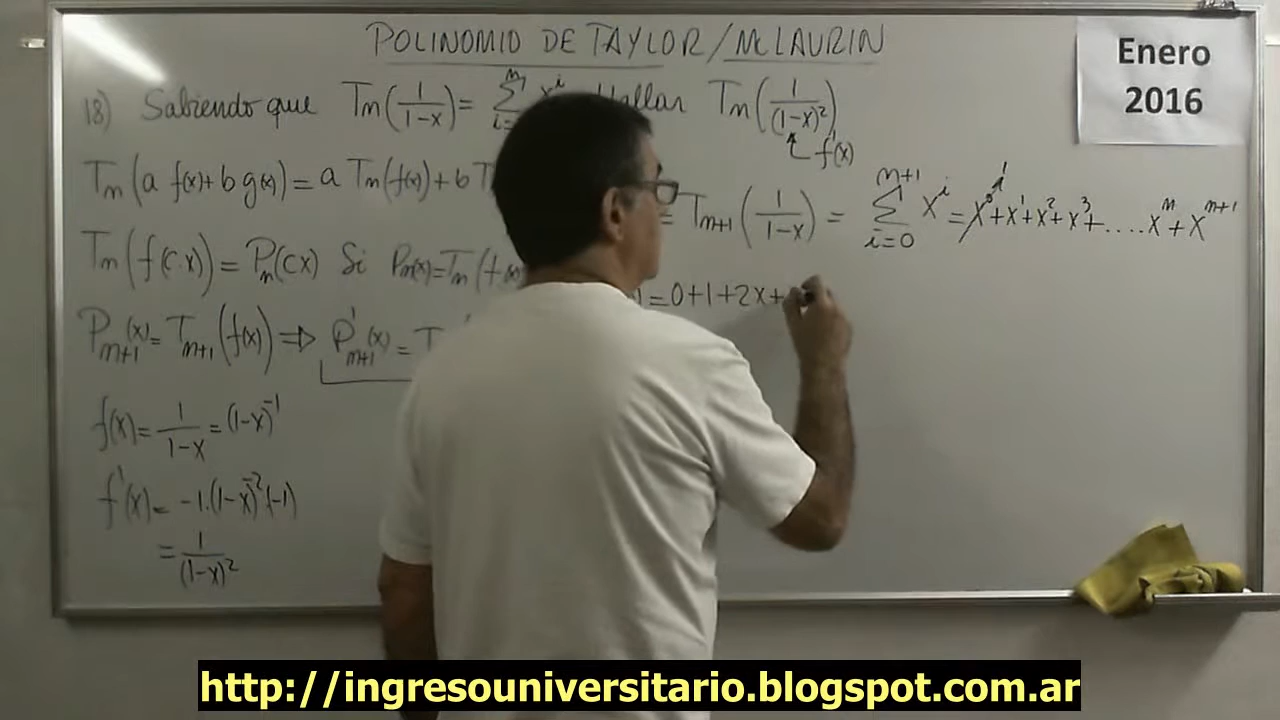 POLINOMIO DE TAYLOR/MCLAURIN
Enero
2016
18) Sabiendo que Tn(1/(1-x)) = Σ x^i Hallar Tn(1/(1-x)²)
f'(x)
Tn(a f(x)+b g(x)) = a Tn(f(x)) + b T
= Tn+1(1/(1-x)) = Σ_{i=0}^{n+1} x^i = x^0 + x^1 + x^2 + x^3 + .... x^n + x^{n+1}
1
Tn(f(c.x)) = Pn(cx) Si Pn(x) = Tn(f(x)
= 0+1+2x+
Pn+1(x) = Tn+1(f(x)) ⇒ P'n+1(x) = T
f(x) = 1/(1-x) = (1-x)^-1
f'(x) = -1.(1-x)^-2.(-1)
= 1/(1-x)²
http://ingresouniversitario.blogspot.com.ar